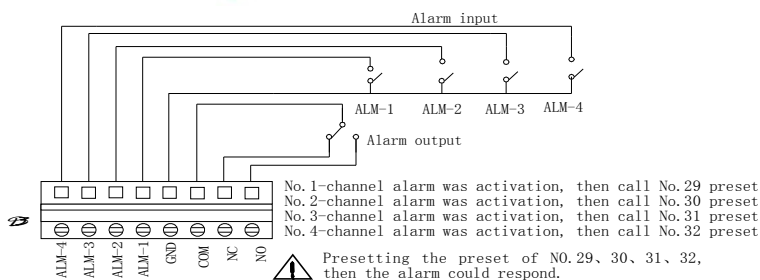 Alarm input
ALM-1 ALM-2 ALM-3 ALM-4
Alarm output
No.1-channel alarm was activation, then call No.29 preset
No.2-channel alarm was activation, then call No.30 preset
No.3-channel alarm was activation, then call No.31 preset
No.4-channel alarm was activation, then call No.32 preset
ALM-4 ALM-3 ALM-2 ALM-1 GND COM NC NO
Presetting the preset of NO.29、30、31、32,
then the alarm could respond.